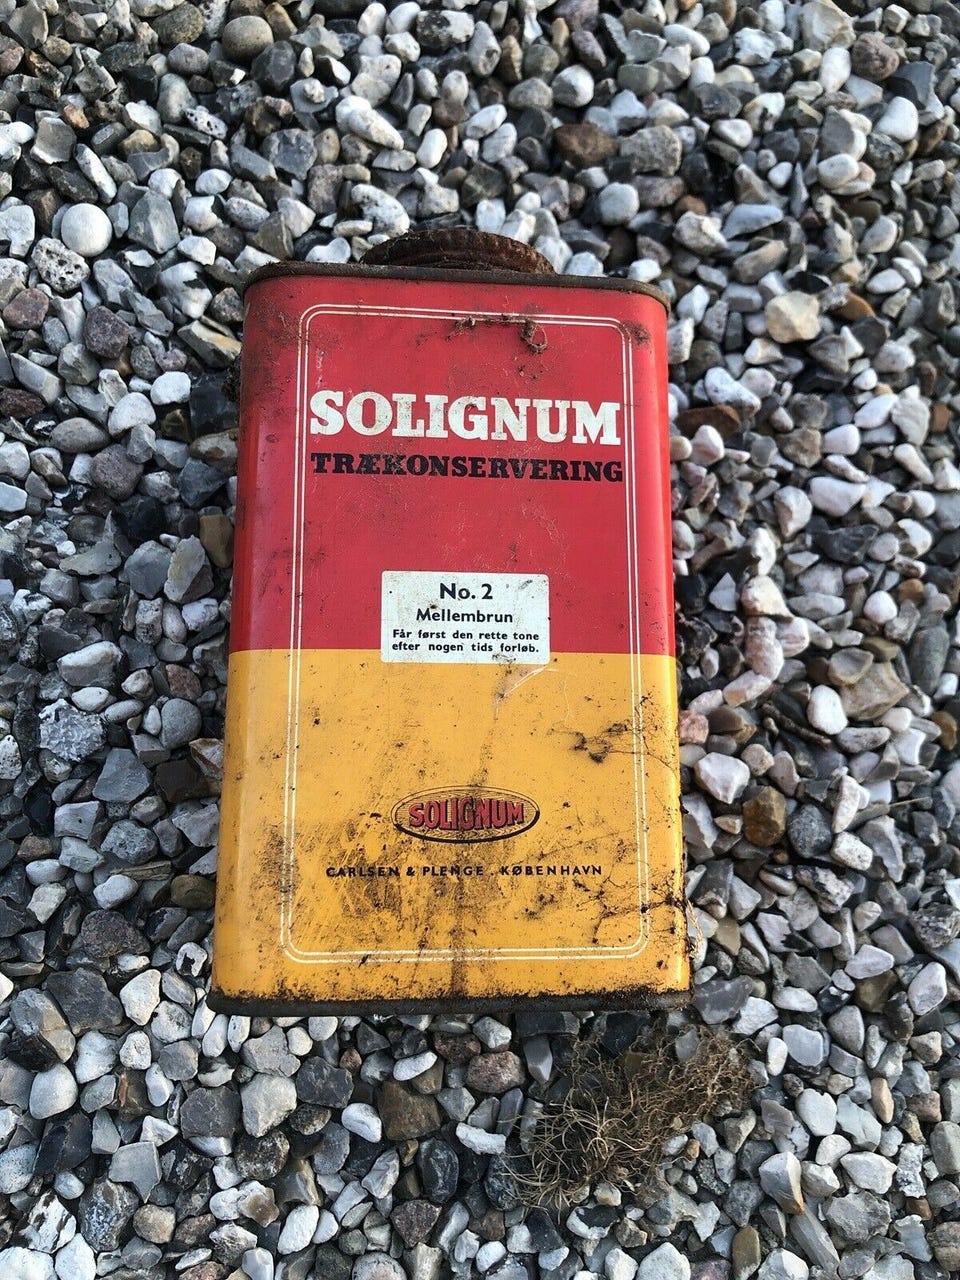 SOLIGNUM
TRÆKONSERVERING
No. 2
Mellembrun
Får først den rette tone
efter nogen tids forløb.
SOLIGNUM
CARLSEN & PLENGE KØBENHAVN